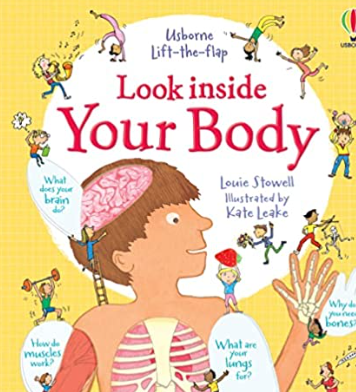 Usborne
Lift-the-flap
USBORNE
Look inside
Your Body
Louie Stowell
Illustrated by
Kate Leake
?
What
does your
brain
do?
Why do
you need
bones?
How do
muscles
work?
What are
your
lungs
for?